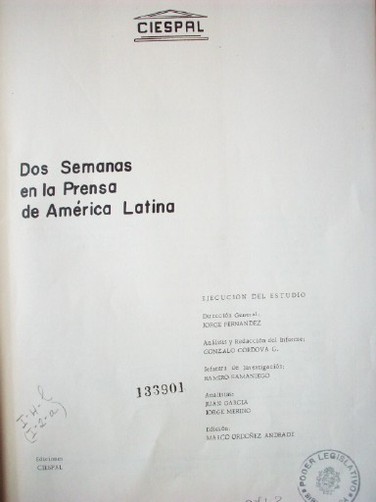 CIESPAL
Dos Semanas
en la Prensa
de América Latina
EJECUCION DEL ESTUDIO
Dirección General:
JORGE FERNANDEZ
Análisis y Redacción del Informe:
GONZALO CORDOVA G.
Jefatura de Investigación:
RAMIRO SAMANIEGO
Analistas:
JUAN GARCIA
JORGE MERINO
Edición:
MARCO ORDOÑEZ ANDRADE
133901
I-H-2
(I-2-a)
Ediciones
CIESPAL
PODER LEGISLATIVO